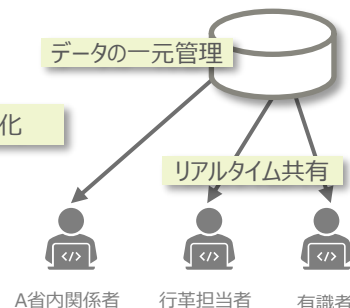 データの一元管理
化
リアルタイム共有
</>
</>
</>
A省内関係者
行革担当者
有識者